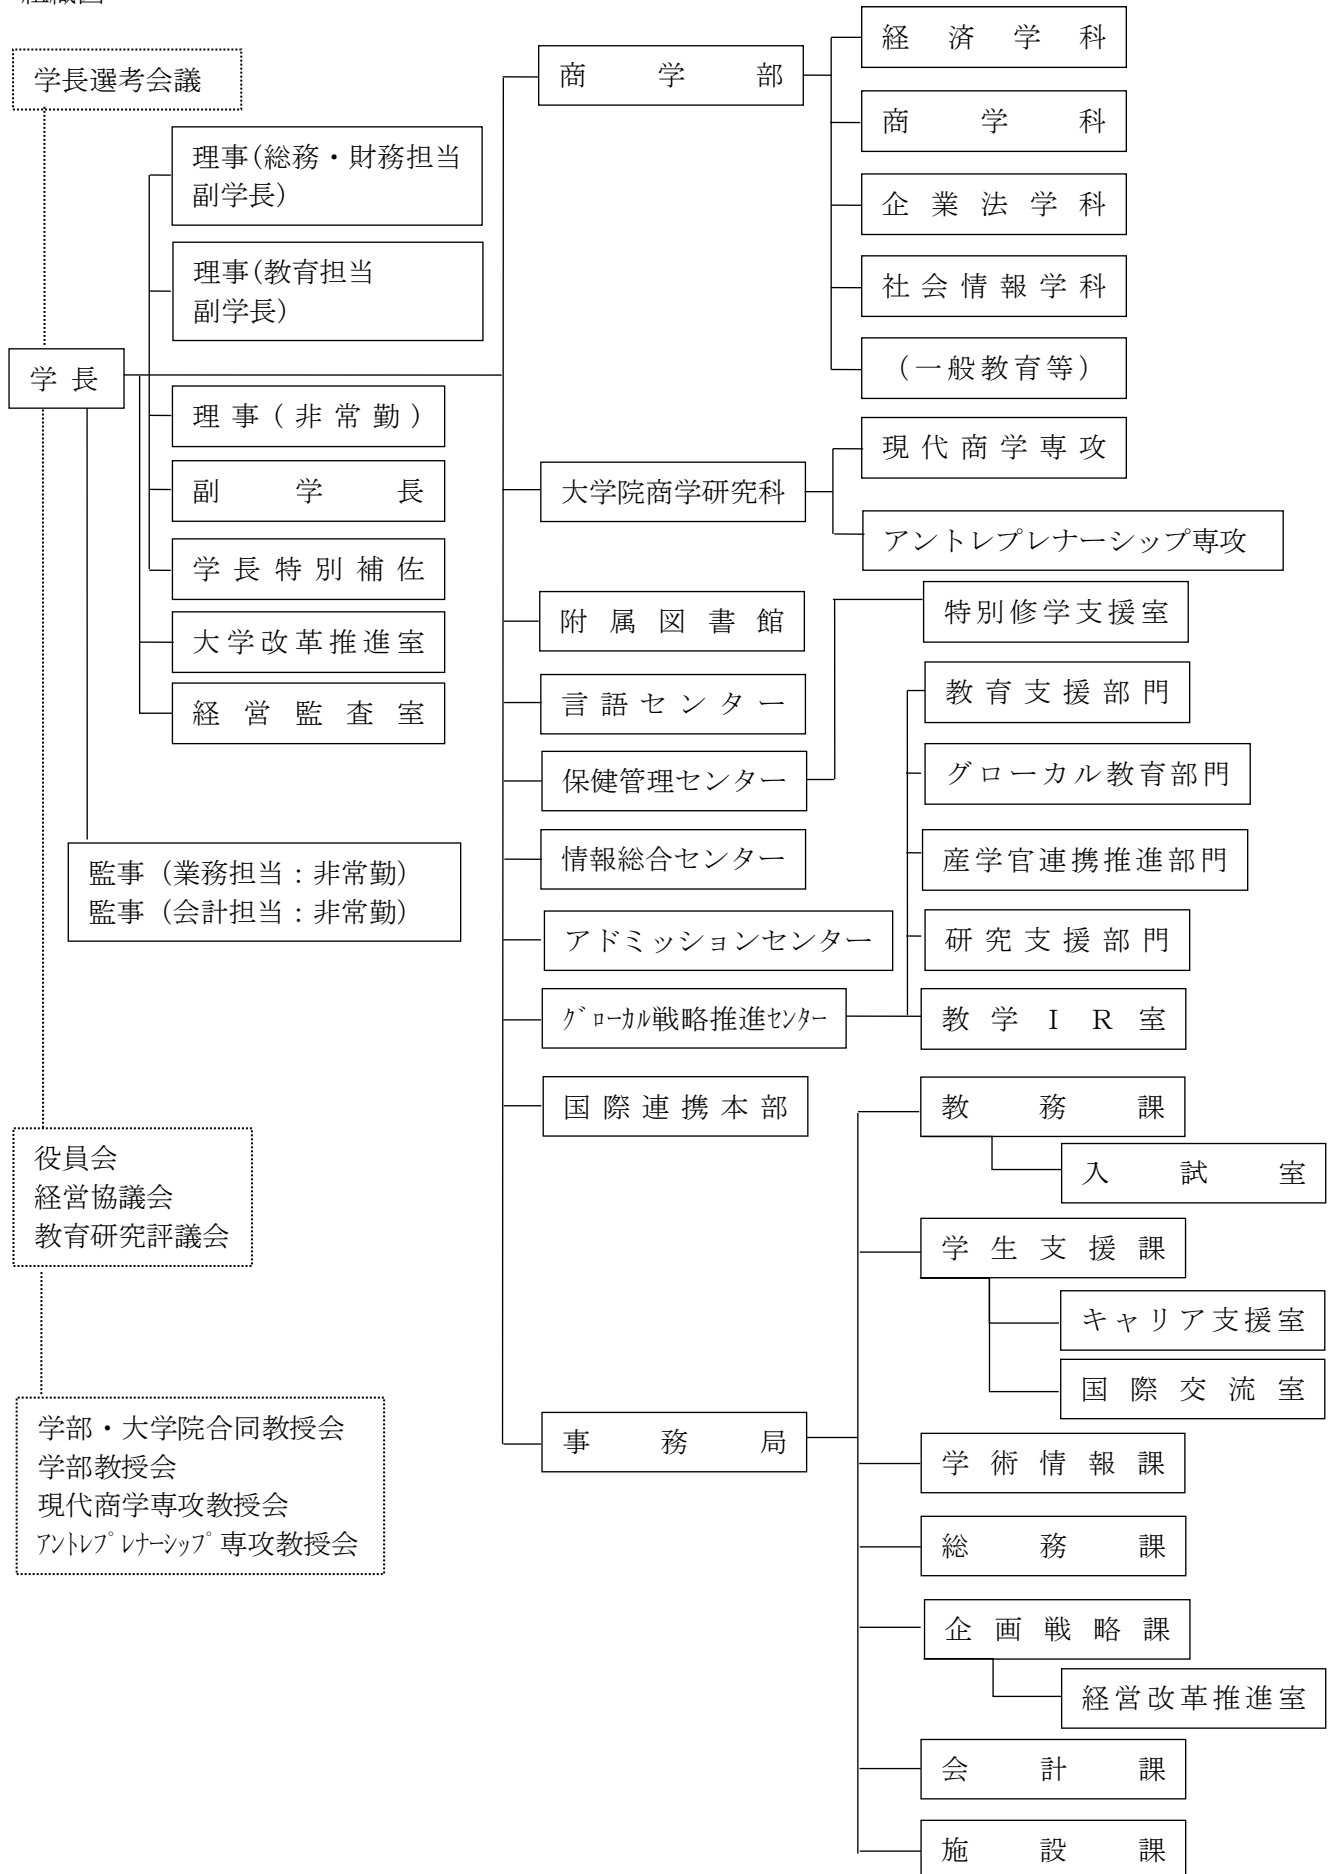 組織図
学長選考会議
理事(総務・財務担当
副学長)
理事(教育担当
副学長)
学長
理事(非常勤)
副学長
学長特別補佐
大学改革推進室
経営監査室
監事（業務担当：非常勤）
監事（会計担当：非常勤）
役員会
経営協議会
教育研究評議会
学部・大学院合同教授会
学部教授会
現代商学専攻教授会
ｱﾝﾄﾚﾌﾟﾚﾅｰｼｯﾌﾟ専攻教授会
商学部
経済学科
商学科
企業法学科
社会情報学科
（一般教育等）
大学院商学研究科
現代商学専攻
アントレプレナーシップ専攻
附属図書館
言語センター
保健管理センター
特別修学支援室
情報総合センター
アドミッションセンター
ｸﾞﾛｰｶﾙ戦略推進ｾﾝﾀｰ
教育支援部門
グローカル教育部門
産学官連携推進部門
研究支援部門
教学ＩＲ室
国際連携本部
事務局
教務課
入試室
学生支援課
キャリア支援室
国際交流室
学術情報課
総務課
企画戦略課
経営改革推進室
会計課
施設課